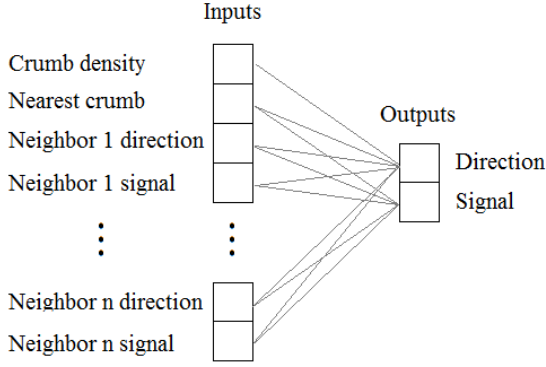 Inputs
Crumb density
Nearest crumb
Neighbor 1 direction
Neighbor 1 signal
Neighbor n direction
Neighbor n signal
Outputs
Direction
Signal